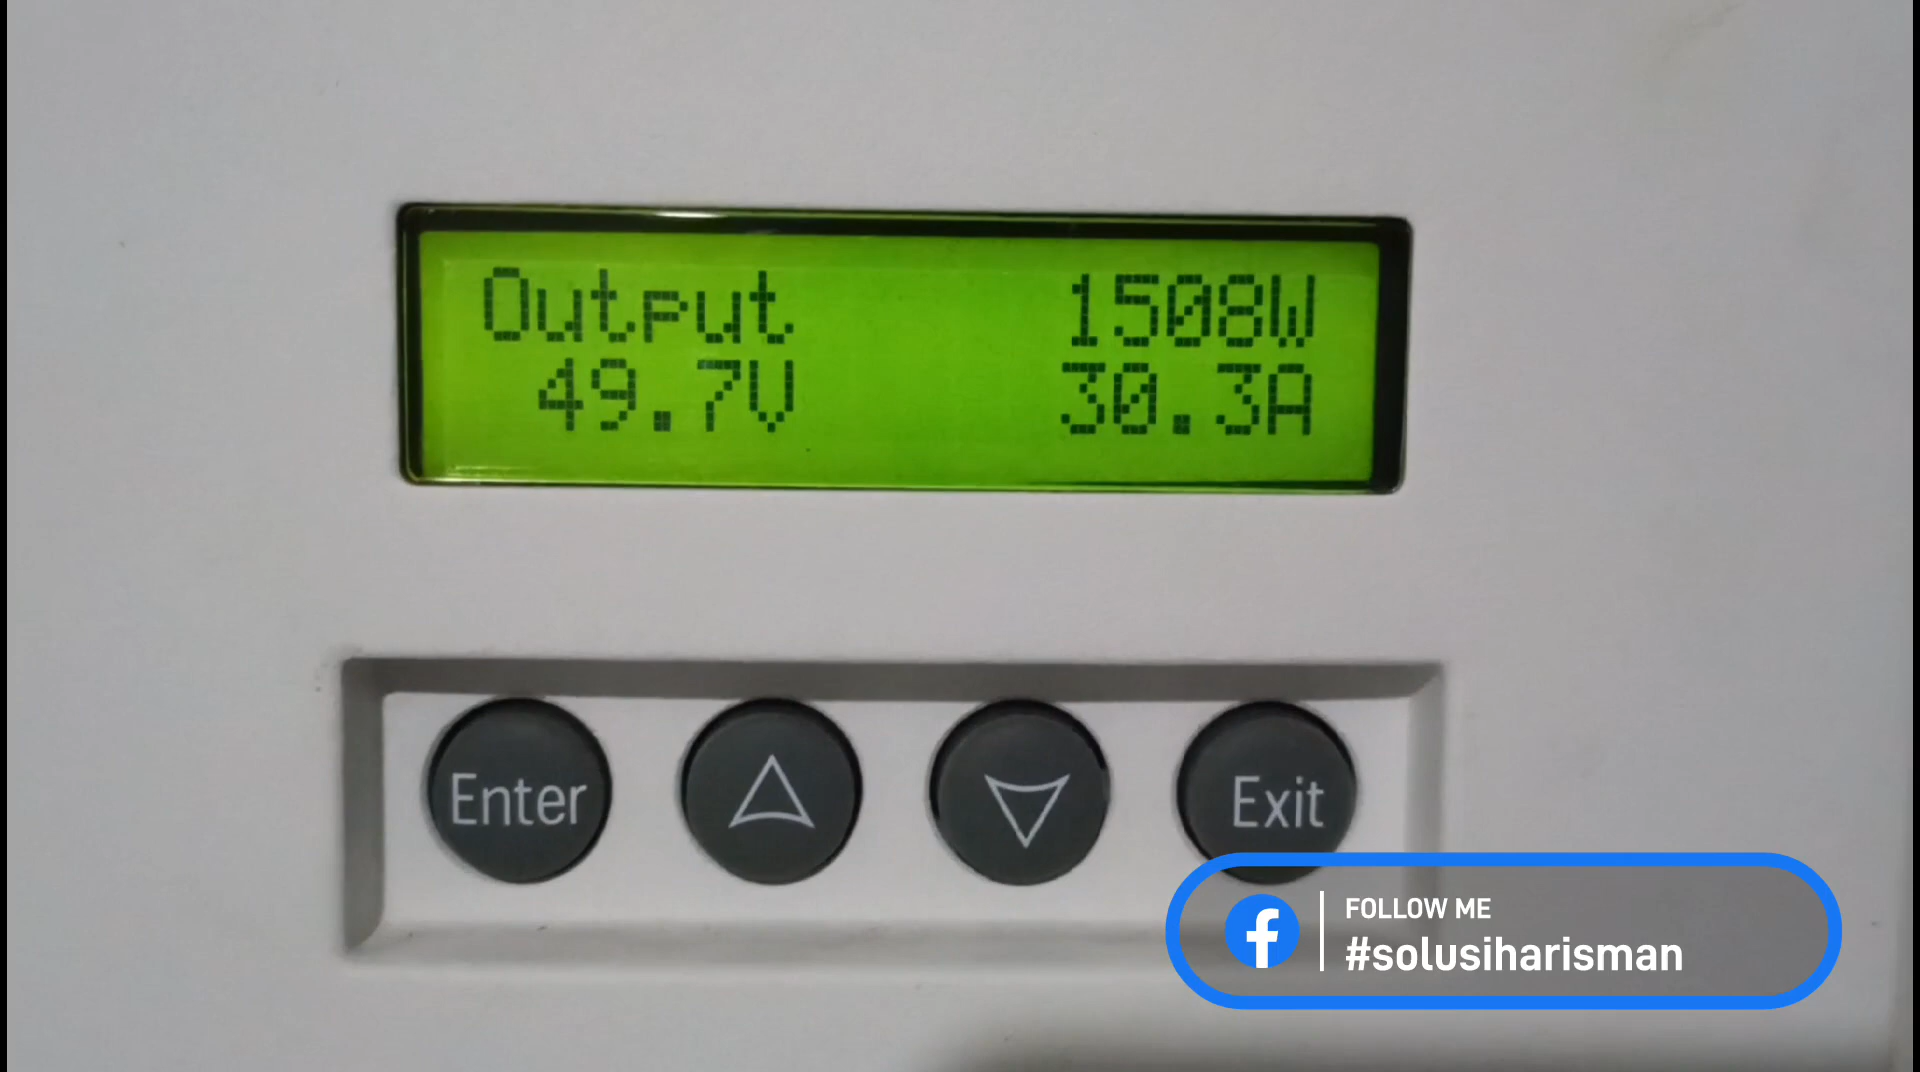 Output 1508W
49.7V 30.3A
Enter Exit
FOLLOW ME
#solusiharisman